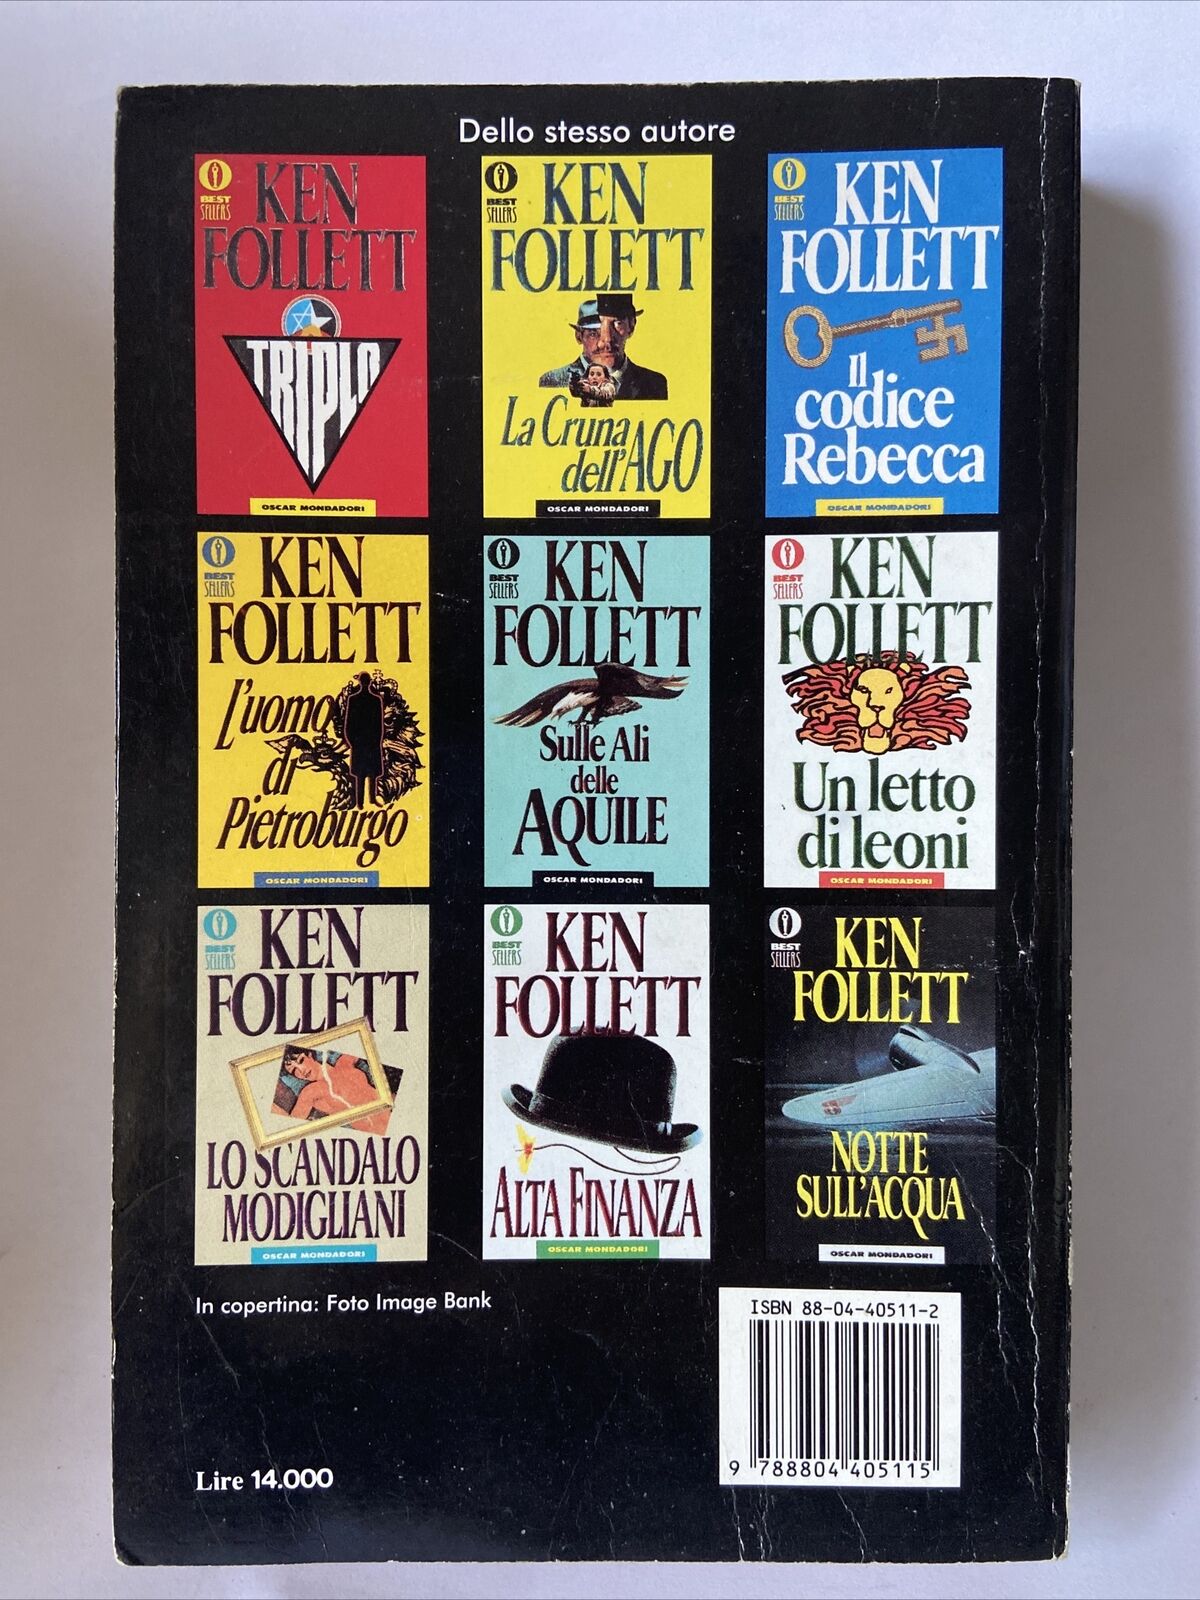 Dello stesso autore
BEST
SELLERS
KEN
FOLLETT
TRIPLO
OSCAR MONDADORI
BEST
SELLERS
KEN
FOLLETT
La Cruna
dell'AGO
OSCAR MONDADORI
BEST
SELLERS
KEN
FOLLETT
Il
codice
Rebecca
OSCAR MONDADORI
BEST
SELLERS
KEN
FOLLETT
L'uomo
di
Pietroburgo
OSCAR MONDADORI
BEST
SELLERS
KEN
FOLLETT
Sulle Ali
delle
AQUILE
OSCAR MONDADORI
BEST
SELLERS
KEN
FOLLETT
Un letto
di leoni
OSCAR MONDADORI
BEST
SELLERS
KEN
FOLLETT
LO SCANDALO
MODIGLIANI
OSCAR MONDADORI
BEST
SELLERS
KEN
FOLLETT
ALTA FINANZA
OSCAR MONDADORI
BEST
SELLERS
KEN
FOLLETT
NOTTE
SULL'ACQUA
OSCAR MONDADORI
In copertina: Foto Image Bank
ISBN 88-04-40511-2
9 788804 405115
Lire 14.000